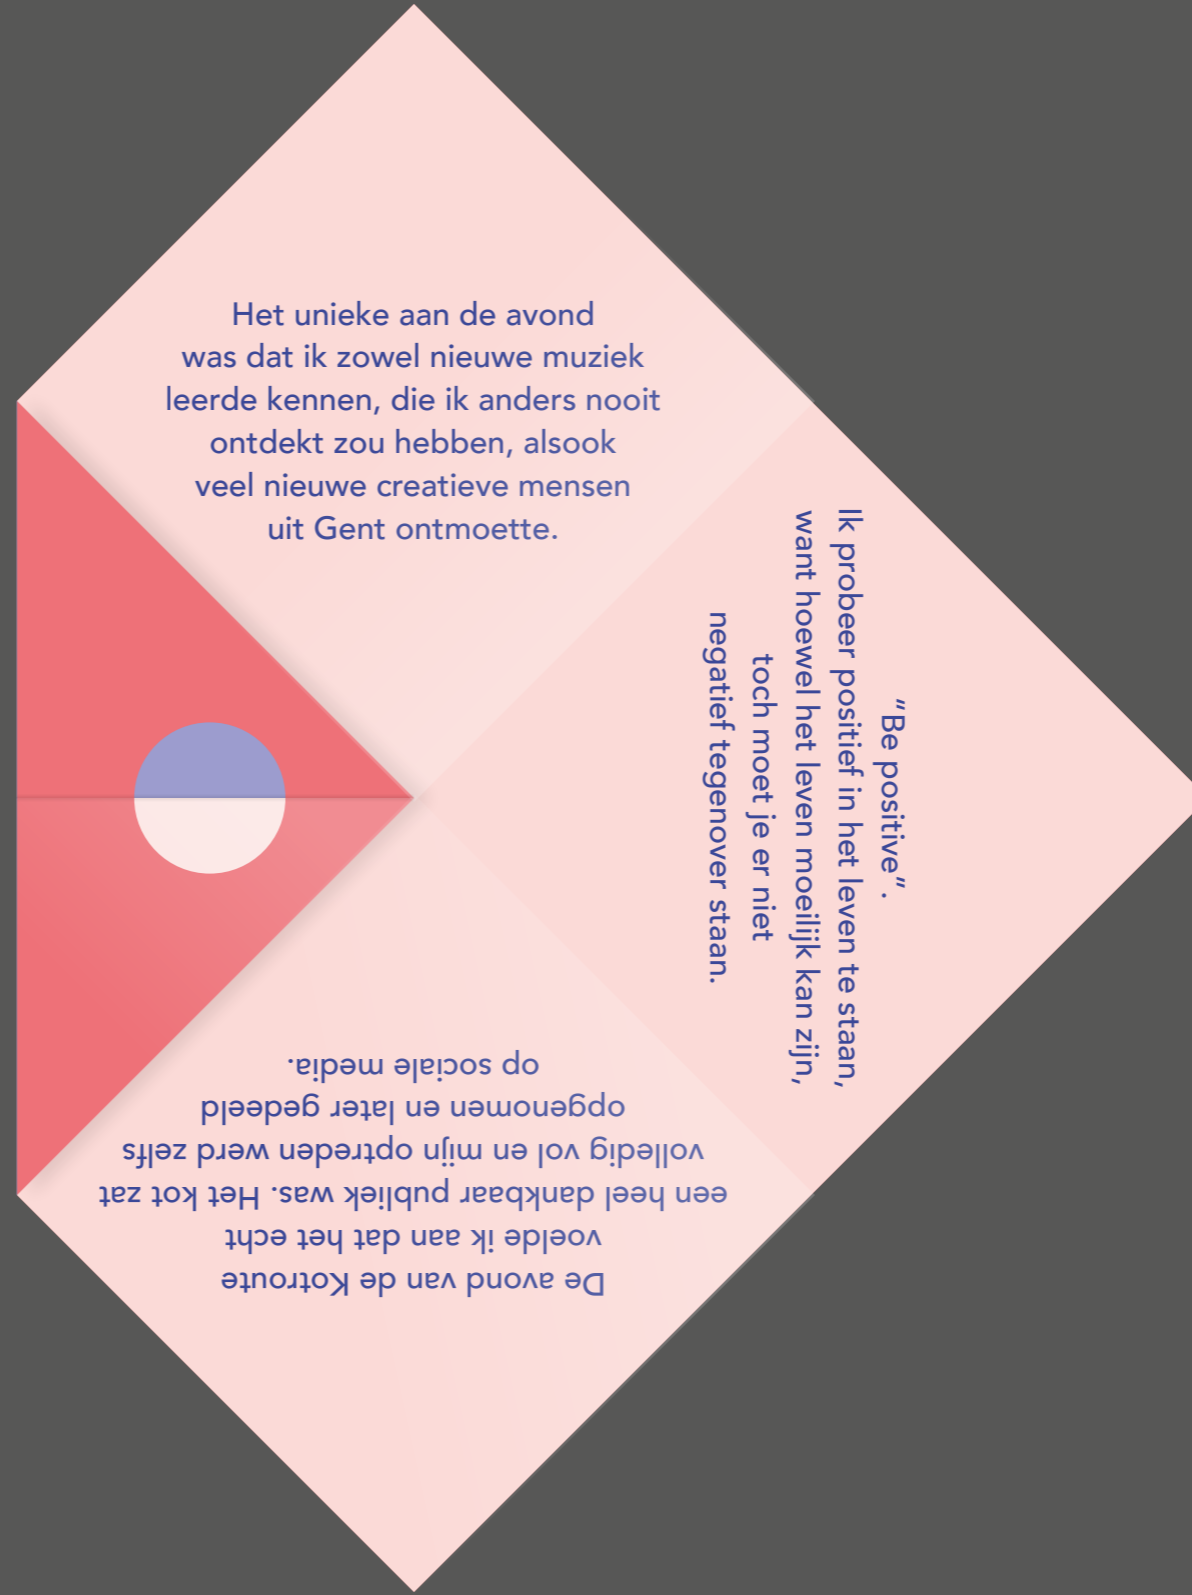 Het unieke aan de avond
was dat ik zowel nieuwe muziek
leerde kennen, die ik anders nooit
ontdekt zou hebben, alsook
veel nieuwe creatieve mensen
uit Gent ontmoette.
“Be positive”.
Ik probeer positief in het leven te staan,
want hoewel het leven moeilijk kan zijn,
toch moet je er niet
negatief tegenover staan.
De avond van de Kotroute
voelde ik aan dat het echt
een heel dankbaar publiek was. Het kot zat
volledig vol en mijn optreden werd zelfs
opgenomen en later gedeeld
op sociale media.